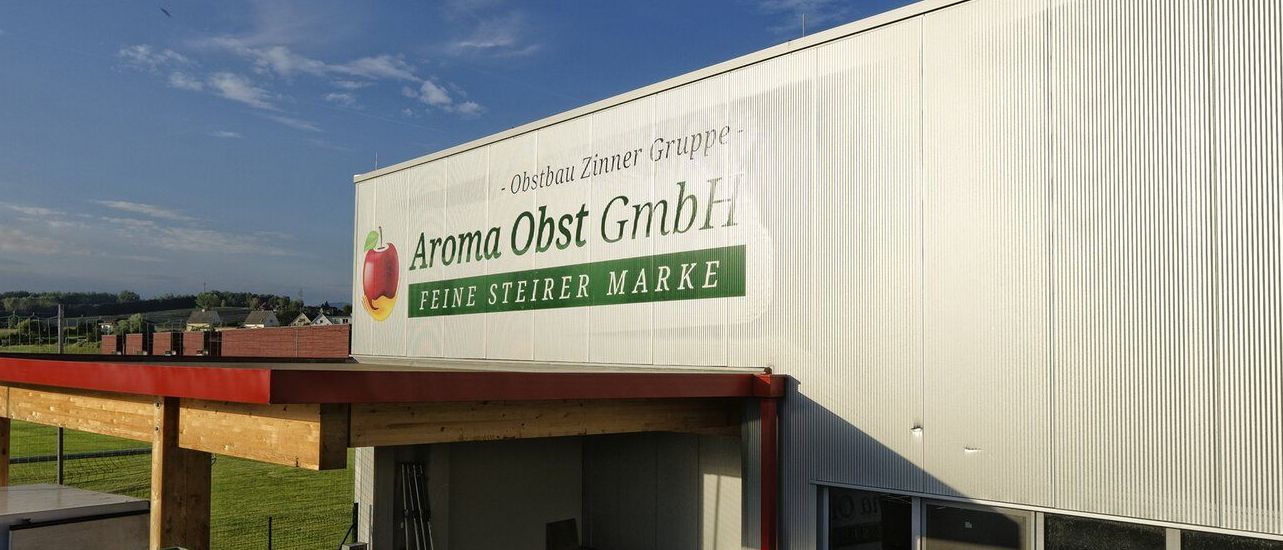 - Obstbau Zinner Gruppe -
Aroma Obst GmbH
FEINE STEIRER MARKE